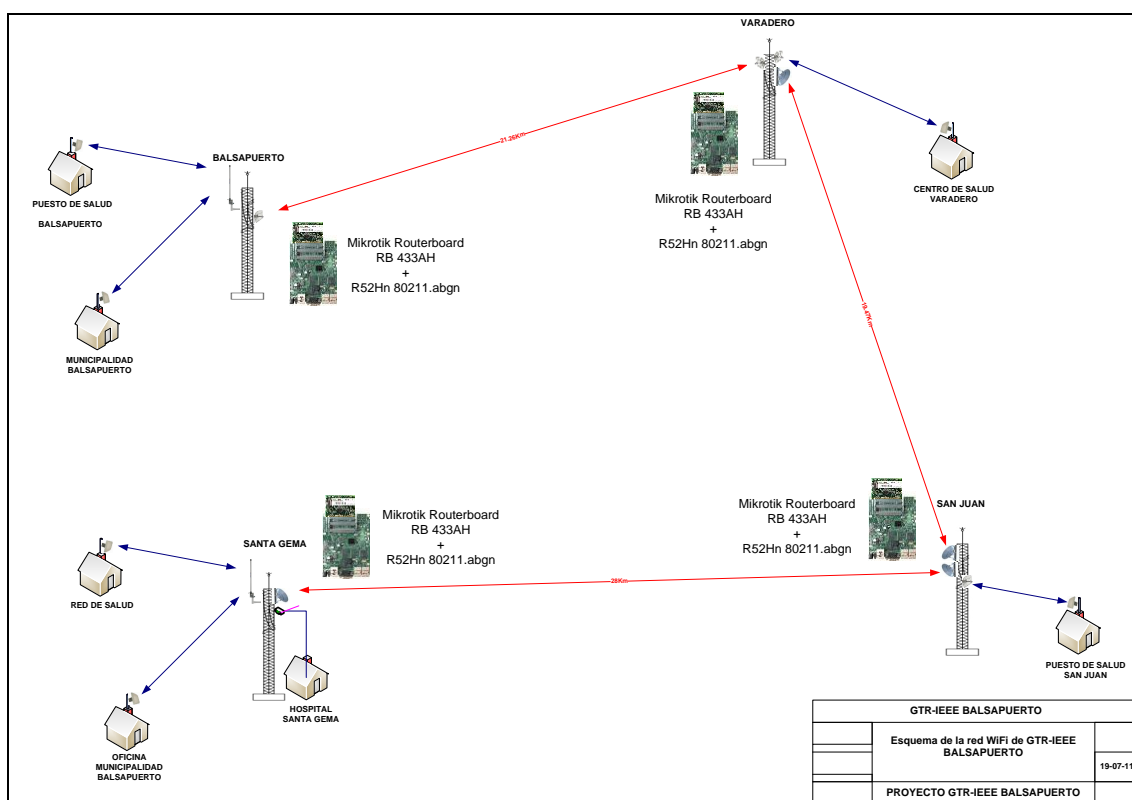 VARADERO
21.26Km
PUESTO DE SALUD
BALSAPUERTO
BALSAPUERTO
CENTRO DE SALUD
VARADERO
Mikrotik Routerboard
RB 433AH
+
R52Hn 80211.abgn
Mikrotik Routerboard
RB 433AH
+
R52Hn 80211.abgn
MUNICIPALIDAD
BALSAPUERTO
19.47Km
SANTA GEMA
Mikrotik Routerboard
RB 433AH
+
R52Hn 80211.abgn
Mikrotik Routerboard
RB 433AH
+
R52Hn 80211.abgn
SAN JUAN
28Km
RED DE SALUD
PUESTO DE SALUD
SAN JUAN
HOSPITAL
SANTA GEMA
OFICINA
MUNICIPALIDAD
BALSAPUERTO
GTR-IEEE BALSAPUERTO
Esquema de la red WiFi de GTR-IEEE
BALSAPUERTO
19-07-11
PROYECTO GTR-IEEE BALSAPUERTO